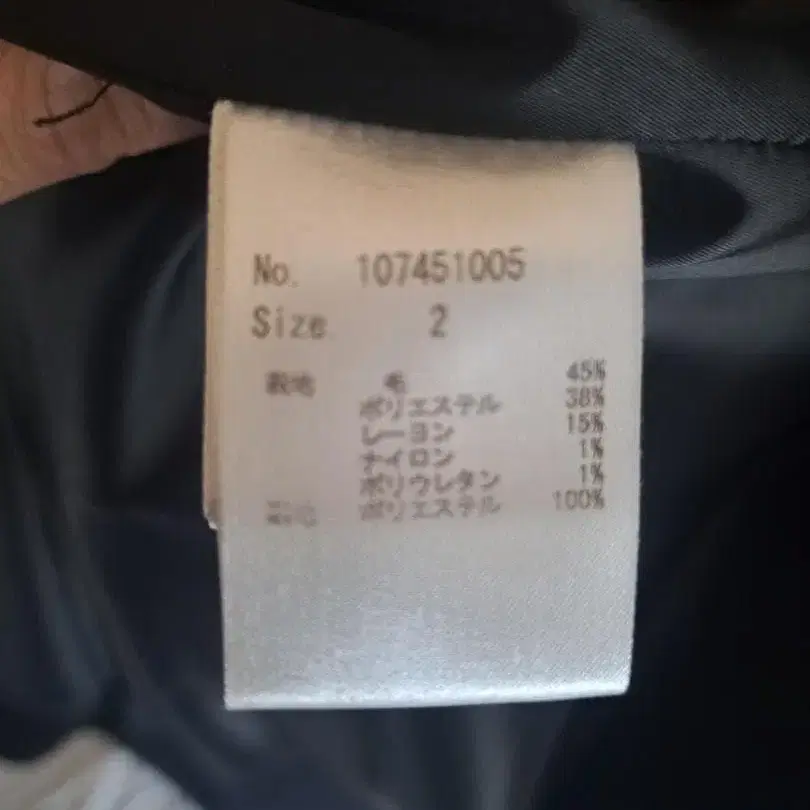 No. 107451005
Size 2
表地 毛 45%
ポリエステル 38%
レーヨン 15%
ナイロン 1%
ポリウレタン 1%
ポリエステル 100%